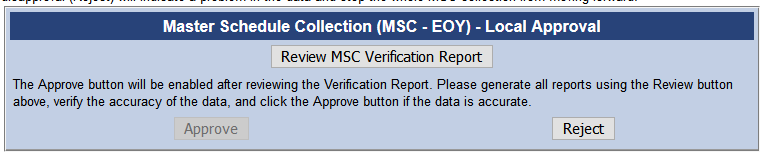 disapproval (Reject) will indicate a problem in the data and stop the whole MSC collection from moving forward.
Master Schedule Collection (MSC - EOY) - Local Approval
Review MSC Verification Report
The Approve button will be enabled after reviewing the Verification Report. Please generate all reports using the Review button
above, verify the accuracy of the data, and click the Approve button if the data is accurate.
Approve Reject